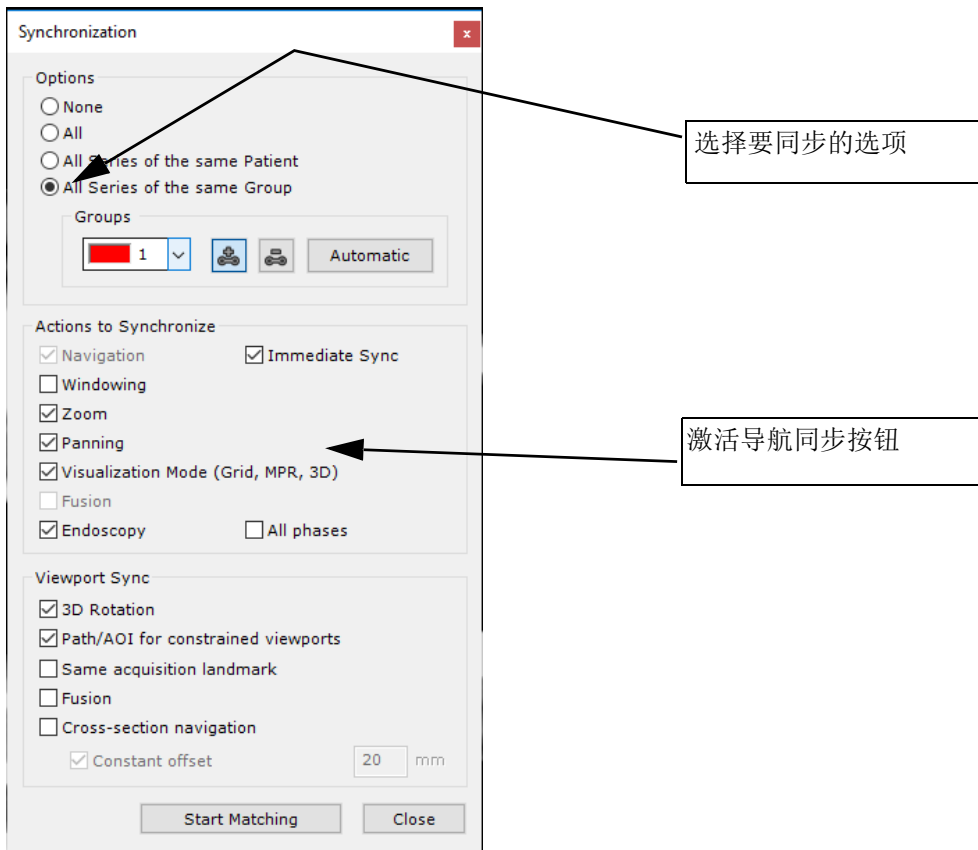 Synchronization
x
Options
None
All
All Series of the same Patient
选择要同步的选项
All Series of the same Group
Groups
1
Automatic
Actions to Synchronize
Navigation Immediate Sync
Windowing
Zoom
Panning
激活导航同步按钮
Visualization Mode (Grid, MPR, 3D)
Fusion
Endoscopy All phases
Viewport Sync
3D Rotation
Path/AOI for constrained viewports
Same acquisition landmark
Fusion
Cross-section navigation
Constant offset 20 mm
Start Matching Close